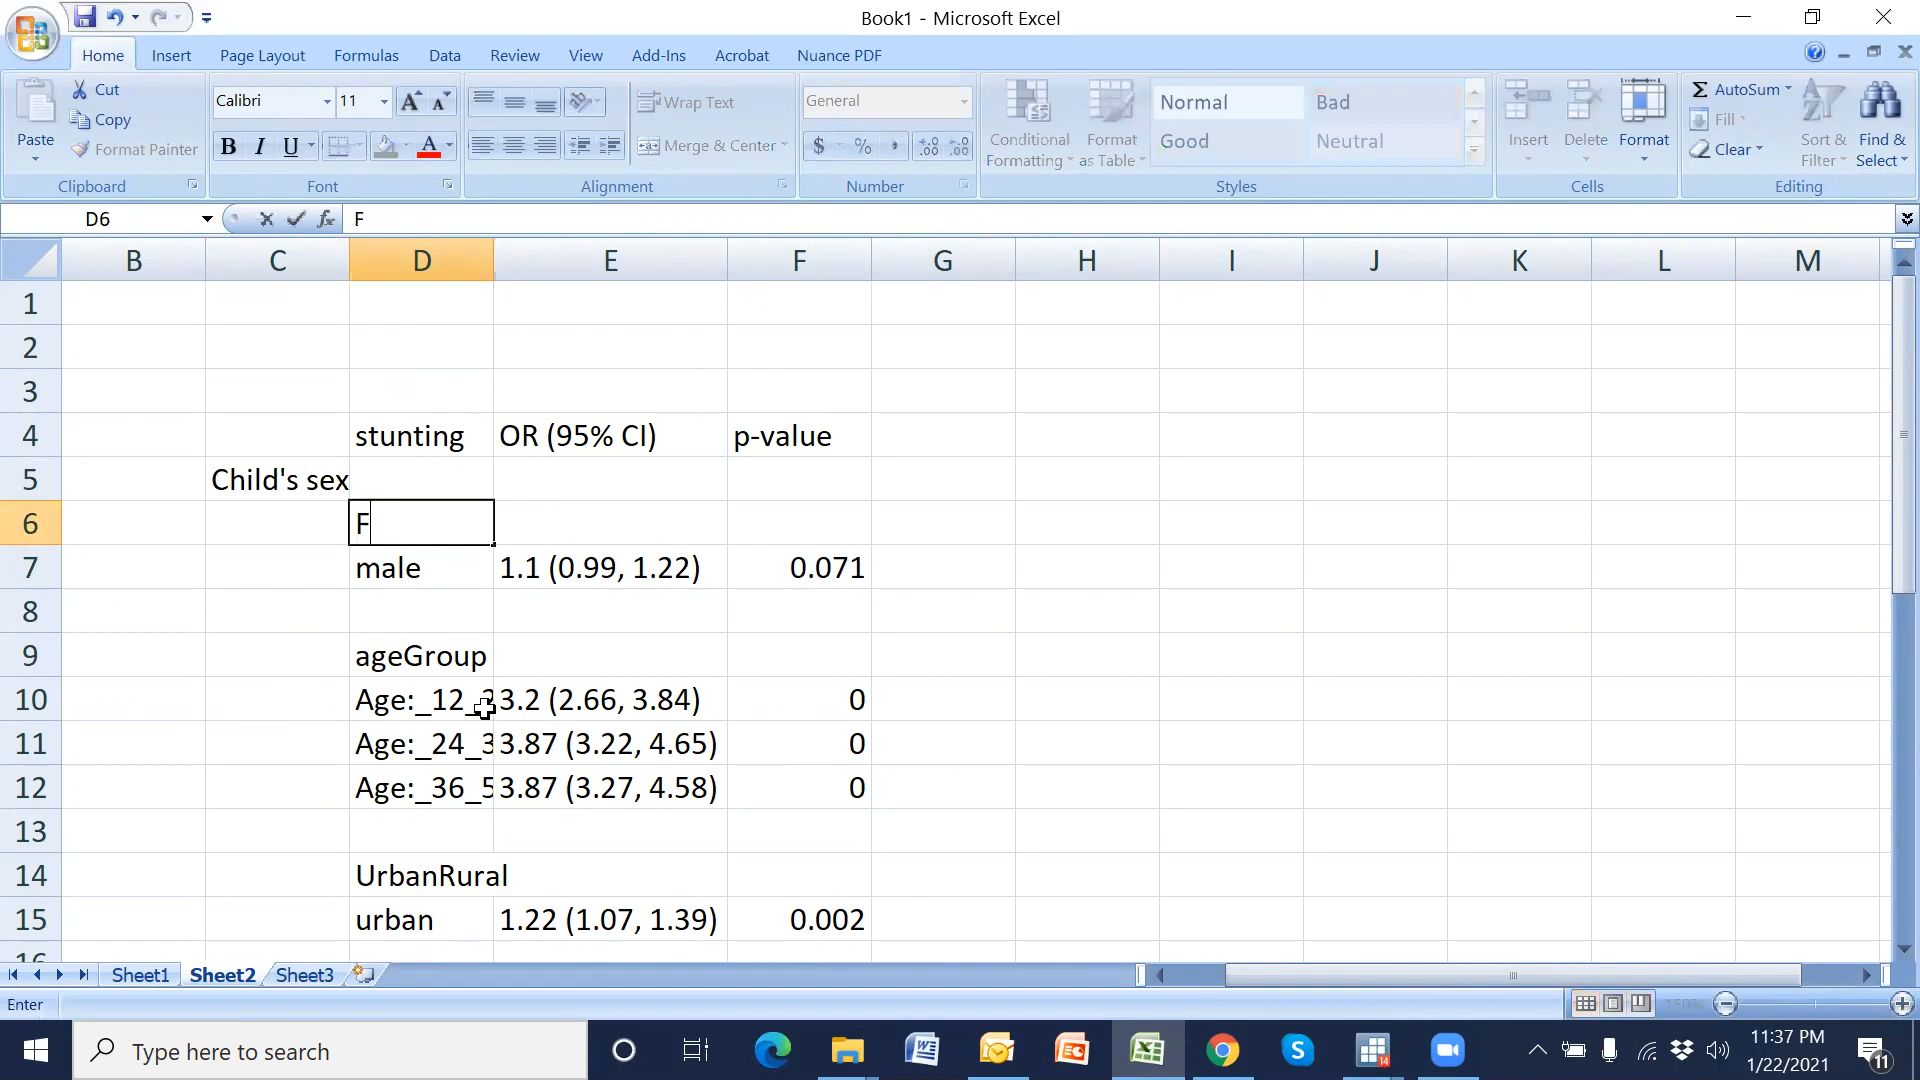 Book1 - Microsoft Excel
Home Insert Page Layout Formulas Data Review View Add-Ins Acrobat Nuance PDF
Paste
Cut
Copy
Format Painter
Clipboard
Calibri 11
B I U A
Font
Wrap Text
Merge & Center
Alignment
General
$ % ,
Number
Conditional Formatting
Format as Table
Normal Bad
Good Neutral
Styles
Insert Delete Format
Cells
AutoSum
Fill
Clear
Sort & Filter
Find & Select
Editing
D6 fx F
B C D E F G H I J K L M
1
2
3
4 stunting OR (95% CI) p-value
5 Child's sex
6 F
7 male 1.1 (0.99, 1.22) 0.071
8
9 ageGroup
10 Age:_12_ 3.2 (2.66, 3.84) 0
11 Age:_24_3 3.87 (3.22, 4.65) 0
12 Age:_36_5 3.87 (3.27, 4.58) 0
13
14 UrbanRural
15 urban 1.22 (1.07, 1.39) 0.002
Sheet1 Sheet2 Sheet3
Enter
Type here to search
14
11:37 PM
1/22/2021
11